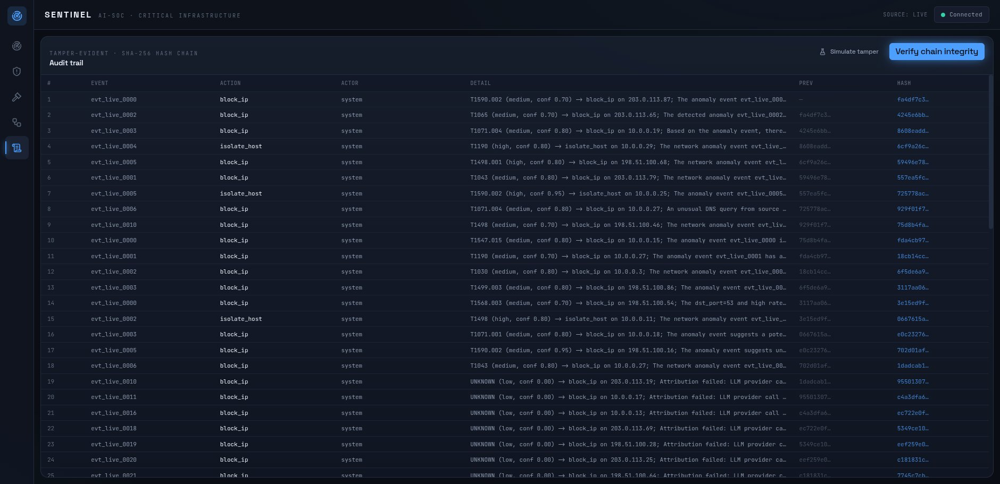 SENTINEL AI-SOC · CRITICAL INFRASTRUCTURE
SOURCE: LIVE Connected
TAMPER-EVIDENT · SHA-256 HASH CHAIN
Audit trail
Simulate tamper Verify chain integrity
# EVENT ACTION ACTOR DETAIL PREV HASH
1 evt_live_0000 block_ip system T1590.002 (medium, conf 0.70) → block_ip on 203.0.113.87; The anomaly event evt_live_000… — fa4df7c3…
2 evt_live_0002 block_ip system T1065 (medium, conf 0.70) → block_ip on 203.0.113.65; The detected anomaly evt_live_0002… fa4df7c3… 4245e6bb…
3 evt_live_0003 block_ip system T1071.004 (medium, conf 0.80) → block_ip on 10.0.0.19; Based on the anomaly event, there… 4245e6bb… 8608eadd…
4 evt_live_0004 isolate_host system T1190 (high, conf 0.80) → isolate_host on 10.0.0.29; The network anomaly event evt_live_… 8608eadd… 6cf9a26c…
5 evt_live_0005 block_ip system T1498.001 (high, conf 0.80) → block_ip on 198.51.100.68; The network anomaly event evt_l… 6cf9a26c… 59496e78…
6 evt_live_0001 block_ip system T1043 (medium, conf 0.80) → block_ip on 203.0.113.79; The network anomaly event evt_live… 59496e78… 557ea5fc…
7 evt_live_0005 isolate_host system T1590.002 (high, conf 0.95) → isolate_host on 10.0.0.25; The anomaly event evt_live_0005… 557ea5fc… 725778ac…
8 evt_live_0006 block_ip system T1071.004 (medium, conf 0.80) → block_ip on 10.0.0.27; An unusual DNS query from source … 725778ac… 929f01f7…
9 evt_live_0010 block_ip system T1498 (medium, conf 0.70) → block_ip on 198.51.100.46; The network anomaly event evt_liv… 929f01f7… 75d8b4fa…
10 evt_live_0000 block_ip system T1547.015 (medium, conf 0.80) → block_ip on 10.0.0.15; The anomaly event evt_live_0000 i… 75d8b4fa… fda4cb97…
11 evt_live_0001 block_ip system T1190 (medium, conf 0.70) → block_ip on 10.0.0.27; The anomaly event evt_live_0001 has a… fda4cb97… 18cb14cc…
12 evt_live_0002 block_ip system T1030 (medium, conf 0.80) → block_ip on 10.0.0.3; The network anomaly event evt_live_000… 18cb14cc… 6f5de6a9…
13 evt_live_0003 block_ip system T1499.003 (medium, conf 0.80) → block_ip on 198.51.100.86; The anomaly event evt_live_00… 6f5de6a9… 3117aa06…
14 evt_live_0000 block_ip system T1568.003 (medium, conf 0.70) → block_ip on 198.51.100.54; The dst_port=53 and high rate… 3117aa06… 3e15ed9f…
15 evt_live_0002 isolate_host system T1498 (high, conf 0.80) → isolate_host on 10.0.0.11; The network anomaly event evt_live_… 3e15ed9f… 0667615a…
16 evt_live_0003 block_ip system T1071.001 (medium, conf 0.80) → block_ip on 10.0.0.18; The anomaly event suggests a pote… 0667615a… e0c23276…
17 evt_live_0005 block_ip system T1590.002 (medium, conf 0.95) → block_ip on 198.51.100.16; The anomaly event suggests un… e0c23276… 702d01af…
18 evt_live_0006 block_ip system T1043 (medium, conf 0.80) → block_ip on 10.0.0.27; The network anomaly event evt_live_00… 702d01af… 1dadcab1…
19 evt_live_0010 block_ip system UNKNOWN (low, conf 0.00) → block_ip on 203.0.113.19; Attribution failed: LLM provider ca… 1dadcab1… 95501307…
20 evt_live_0011 block_ip system UNKNOWN (low, conf 0.00) → block_ip on 10.0.0.17; Attribution failed: LLM provider call … 95501307… c4a3dfa6…
21 evt_live_0016 block_ip system UNKNOWN (low, conf 0.00) → block_ip on 10.0.0.13; Attribution failed: LLM provider call … c4a3dfa6… ec722e0f…
22 evt_live_0018 block_ip system UNKNOWN (low, conf 0.00) → block_ip on 203.0.113.69; Attribution failed: LLM provider ca… ec722e0f… 5349ce10…
23 evt_live_0019 block_ip system UNKNOWN (low, conf 0.00) → block_ip on 198.51.100.28; Attribution failed: LLM provider c… 5349ce10… eef259e0…
24 evt_live_0020 block_ip system UNKNOWN (low, conf 0.00) → block_ip on 203.0.113.25; Attribution failed: LLM provider ca… eef259e0… c181831c…
25 evt_live_0021 block_ip system UNKNOWN (low, conf 0.00) → block_ip on 198.51.100.64; Attribution failed: LLM provider c… c181831c… 7745c7cb…